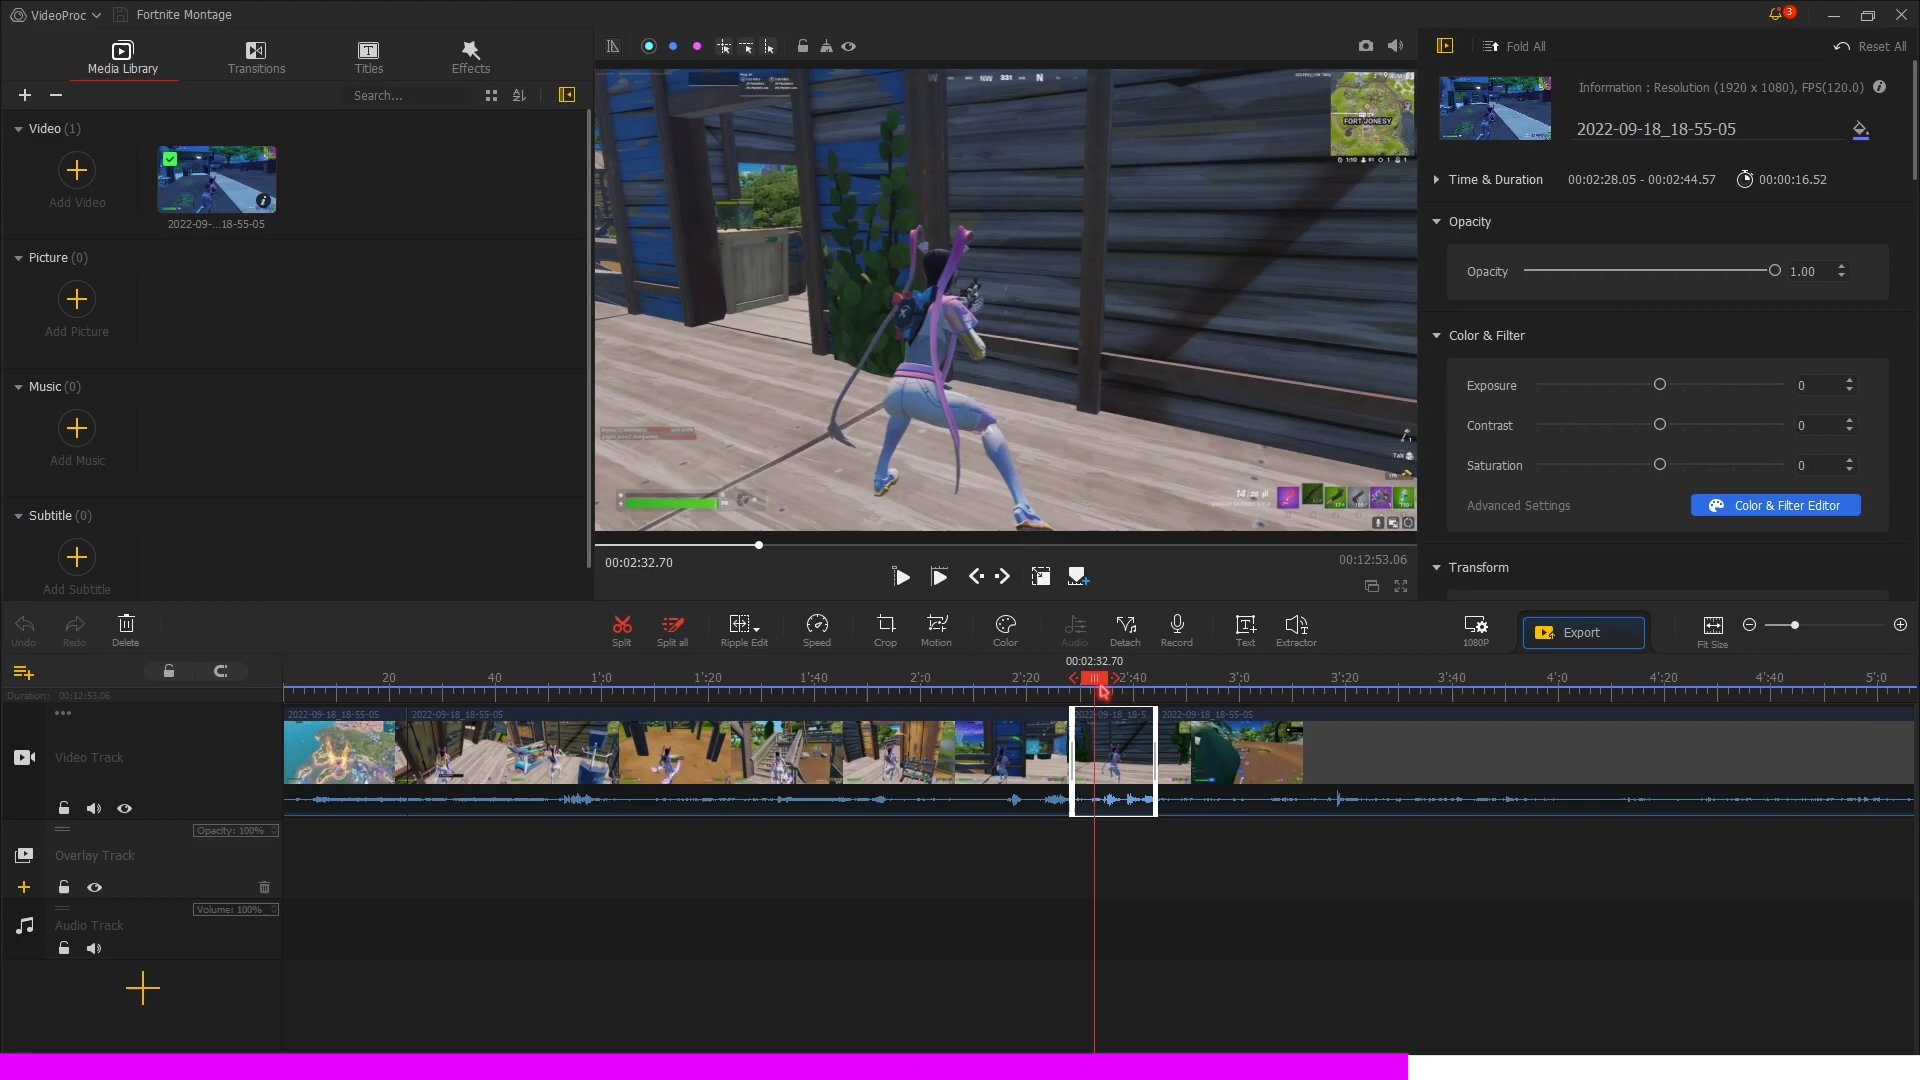 VideoProc
Fortnite Montage
3
Media Library
Transitions
Titles
Effects
Search...
Fold All
Reset All
Information : Resolution (1920 x 1080), FPS(120.0)
2022-09-18_18-55-05
Video (1)
Add Video
2022-09-...18-55-05
Time & Duration
00:02:28.05 - 00:02:44.57
00:00:16.52
Picture (0)
Add Picture
Opacity
Opacity
1.00
Color & Filter
Music (0)
Add Music
Exposure
0
Contrast
0
Saturation
0
Advanced Settings
Color & Filter Editor
Subtitle (0)
Add Subtitle
Transform
NW
331
N
FORT JONESY
Tab
14
00:02:32.70
00:12:53.06
Undo
Redo
Delete
Split
Split all
Ripple Edit
Speed
Crop
Motion
Color
Audio
Detach
Record
Text
Extractor
1080P
Export
Fit Size
00:02:32.70
20
40
1':0
1':20
1':40
2':0
2':20
2':40
3':0
3':20
3':40
4':0
4':20
4':40
5':0
Duration: 00:12:53.06
2022-09-18_18-55-05
2022-09-18_18-55-05
2022-09-18_18-5
2022-09-18_18-55-05
Video Track
Opacity: 100%
Overlay Track
Volume: 100%
Audio Track